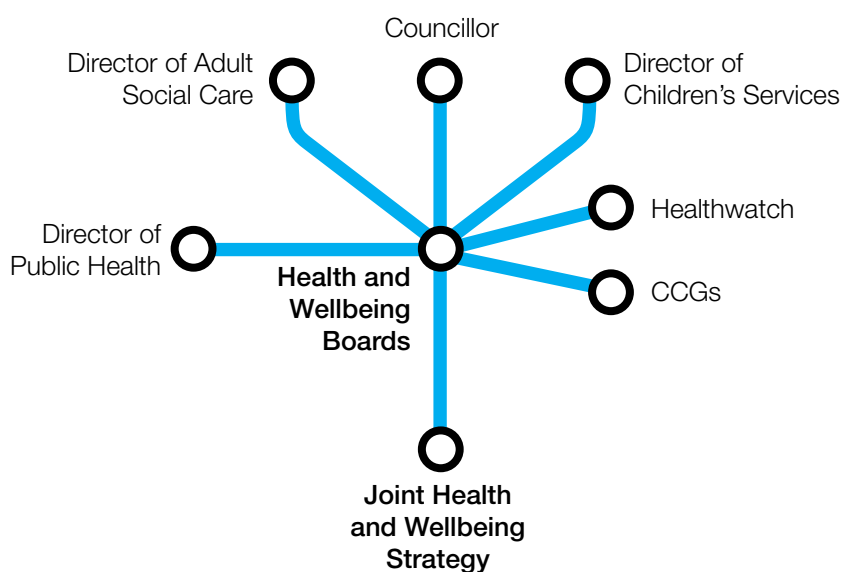 Councillor
Director of Adult
Social Care
Director of
Children’s Services
Healthwatch
Director of
Public Health
Health and
Wellbeing
Boards
CCGs
Joint Health
and Wellbeing
Strategy